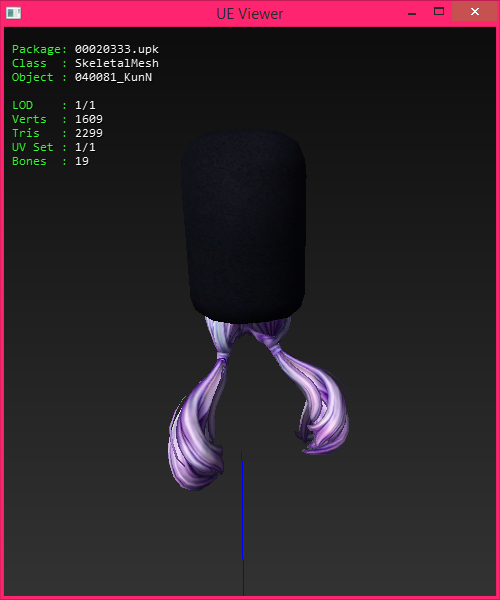 UE Viewer
Package: 00020333.upk
Class : SkeletalMesh
Object : 040081_KunN
LOD : 1/1
Verts : 1609
Tris : 2299
UV Set : 1/1
Bones : 19